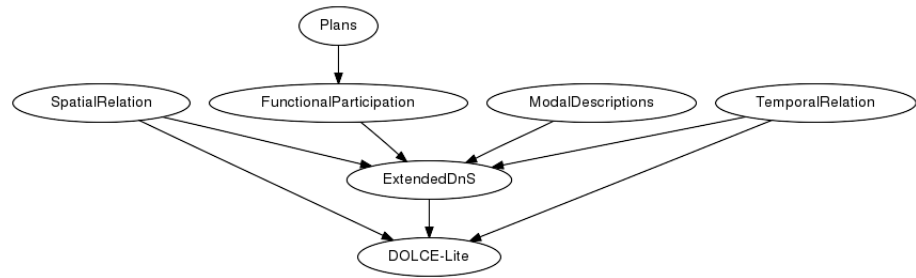 Plans
SpatialRelation
FunctionalParticipation
ModalDescriptions
TemporalRelation
ExtendedDnS
DOLCE-Lite